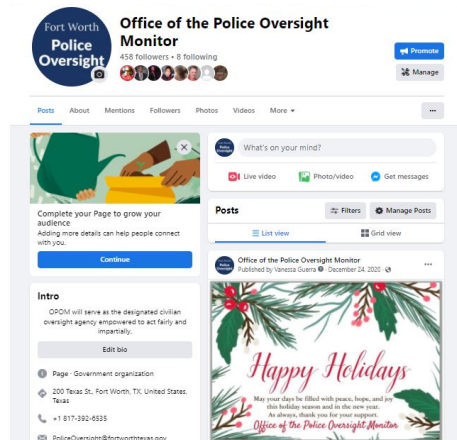 Fort Worth
Police
Oversight
Office of the Police Oversight
Monitor
458 followers • 8 following
Promote
Manage
Posts
About
Mentions
Followers
Photos
Videos
More
Complete your Page to grow your
audience
Adding more details can help people connect
with you.
Continue
Intro
OPOM will serve as the designated civilian
oversight agency empowered to act fairly and
impartially.
Edit bio
Page · Government organization
200 Texas St., Fort Worth, TX, United States,
Texas
+1 817-392-6535
PoliceOversight@fortworthtexas.gov
What's on your mind?
Live video
Photo/video
Get messages
Posts
Filters
Manage Posts
List view
Grid view
Office of the Police Oversight Monitor
Published by Vanessa Guerra · December 24, 2020 ·
Happy Holidays
May your days be filled with peace, hope, and joy
this holiday season and in the new year.
As always, thank you for your support.
Office of the Police Oversight Monitor